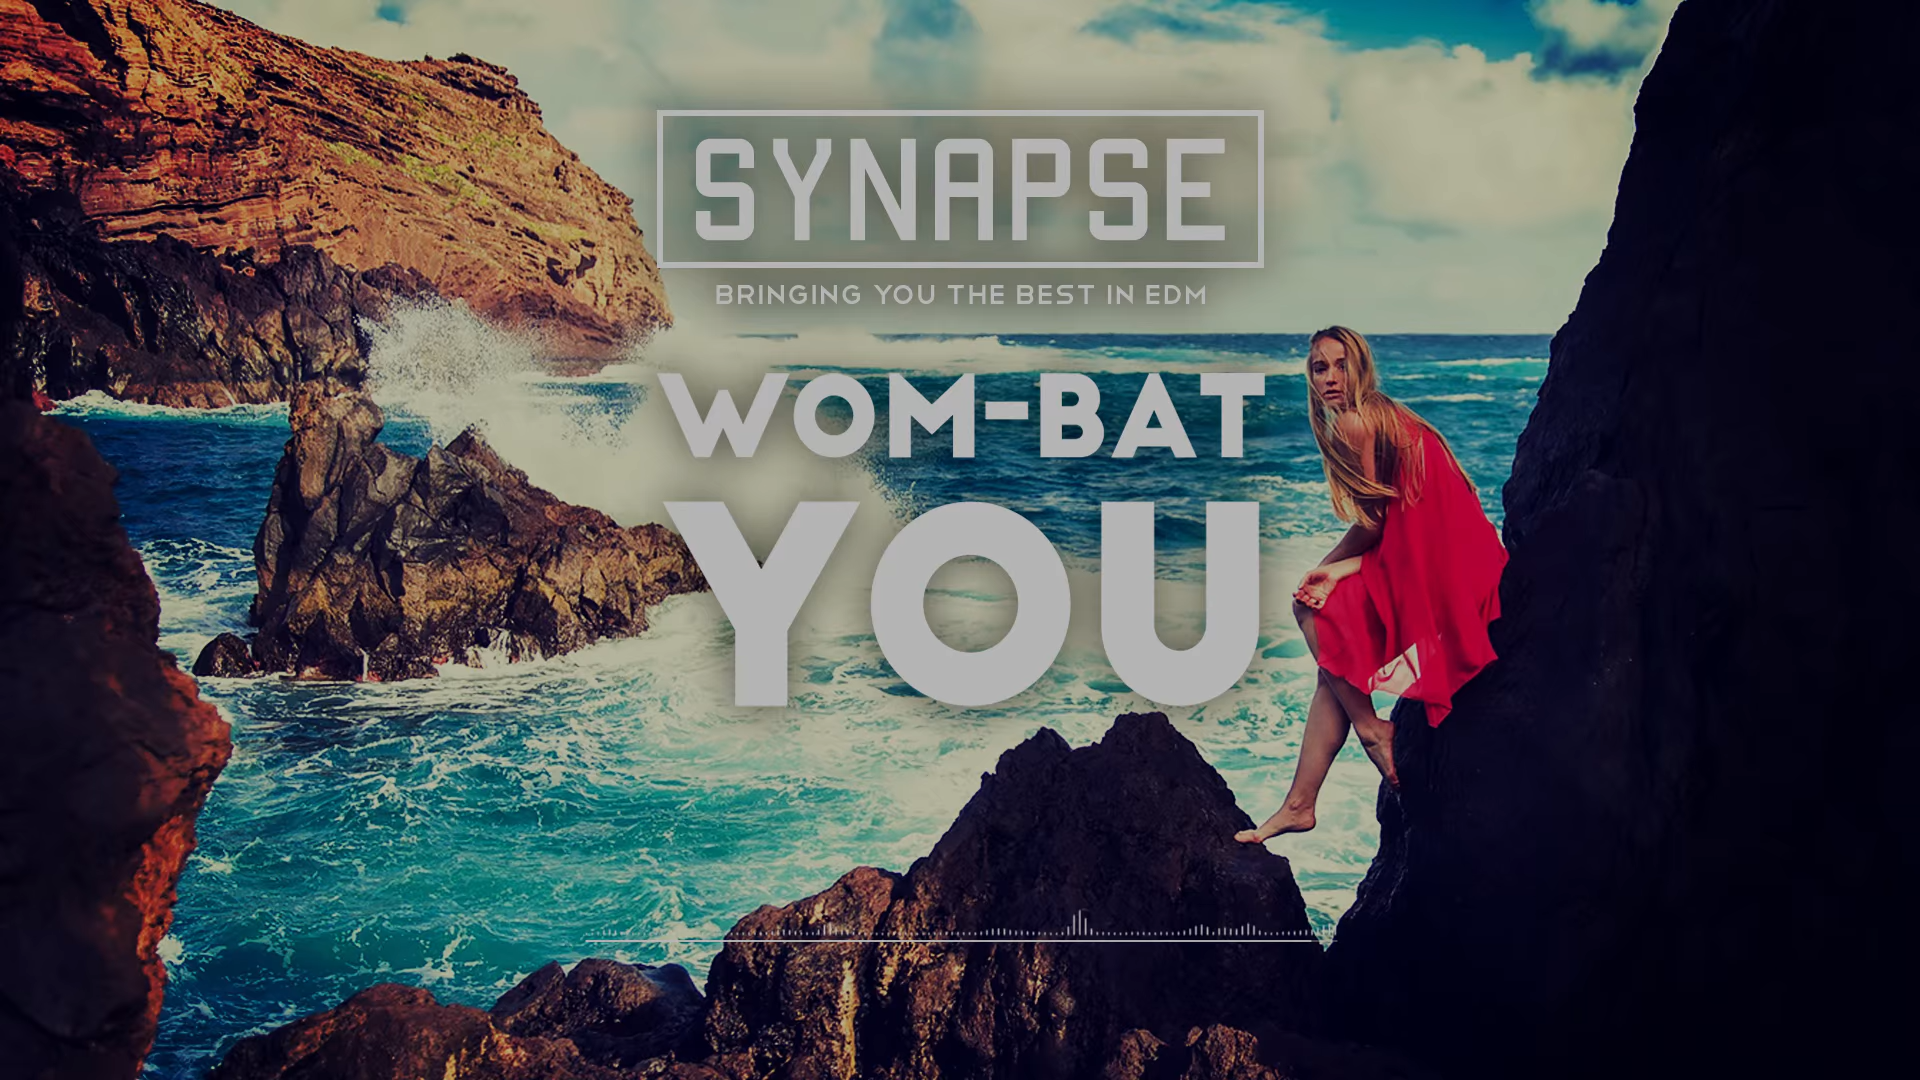 SYNAPSE
BRINGING YOU THE BEST IN EDM
WOM-BAT
YOU